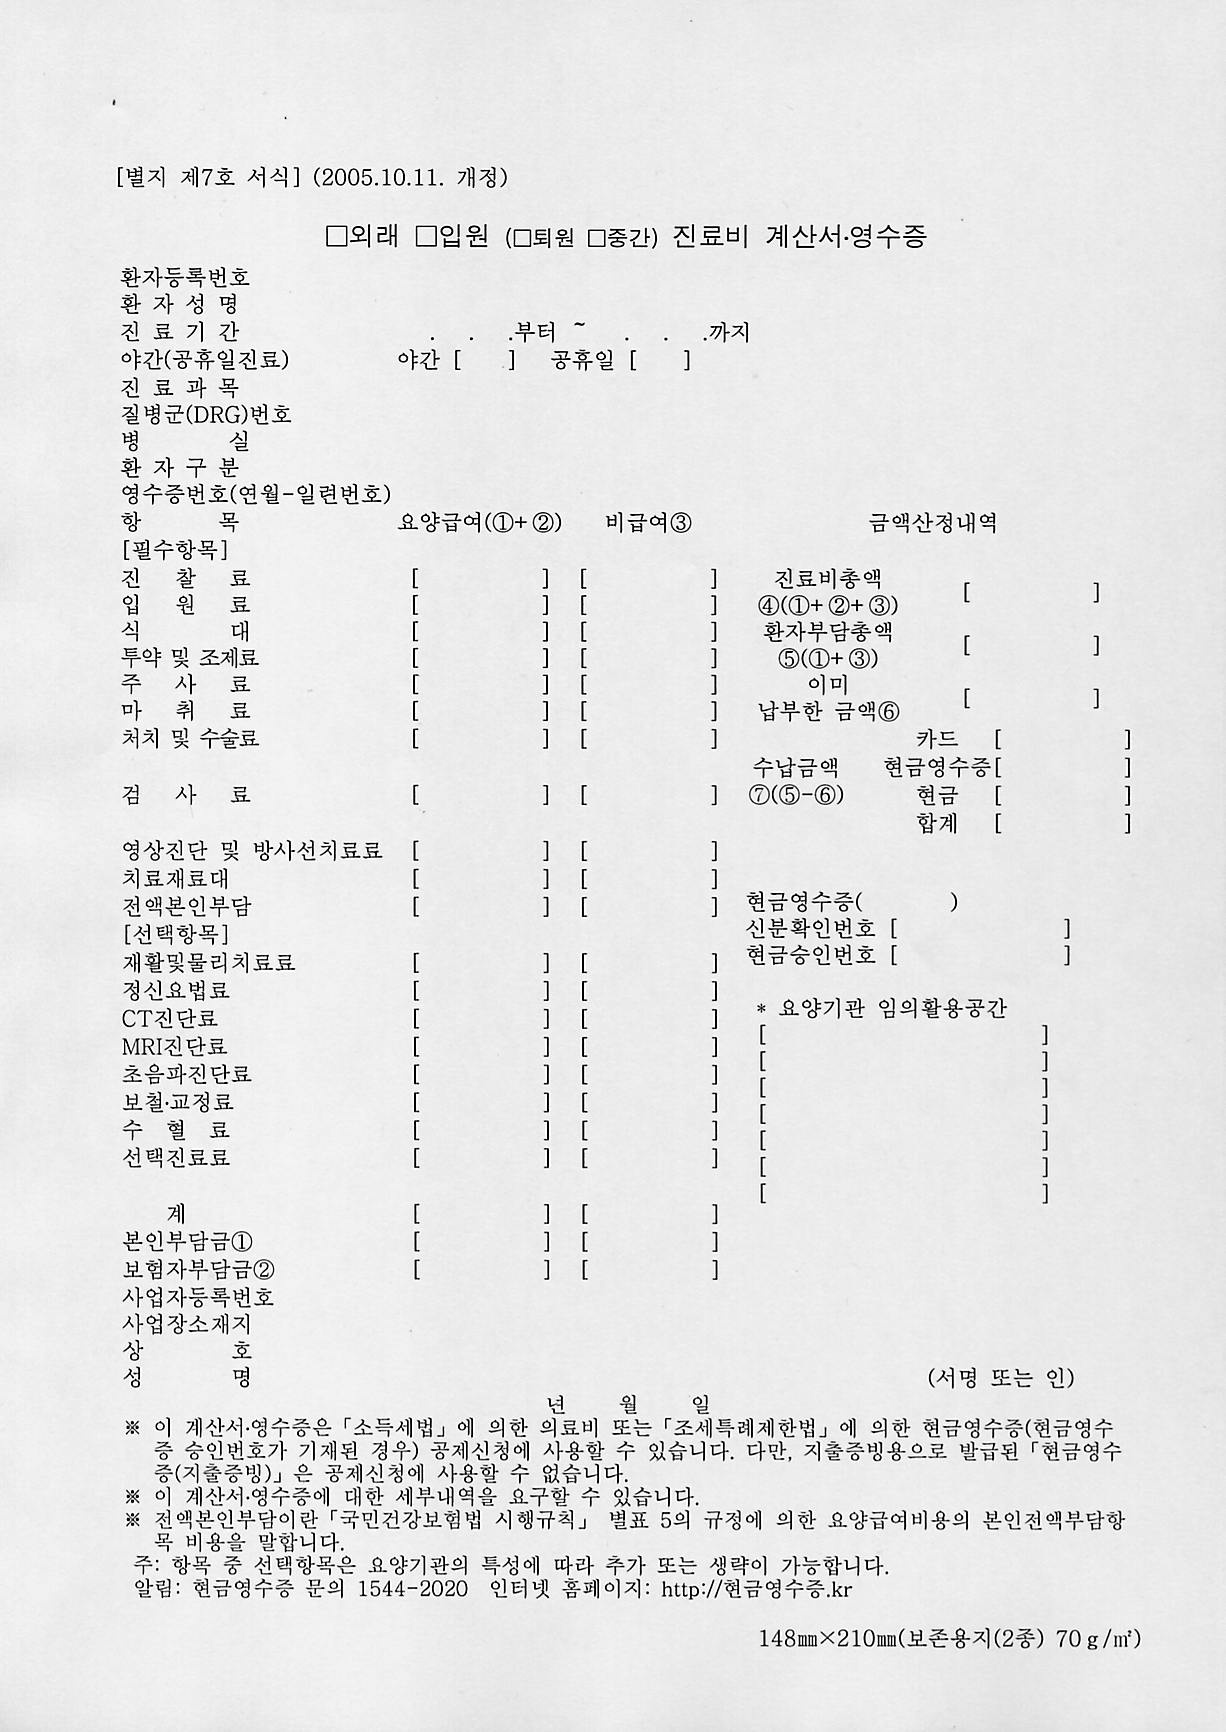 [별지 제7호 서식] (2005.10.11. 개정)
□외래 □입원 (□퇴원 □중간) 진료비 계산서·영수증
환자등록번호
환 자 성 명
진 료 기 간 . . .부터 ~ . . .까지
야간(공휴일진료) 야간 [ ] 공휴일 [ ]
진 료 과 목
질병군(DRG)번호
병 실
환 자 구 분
영수증번호(연월-일련번호)
항 목 요양급여(①+②) 비급여③ 금액산정내역
[필수항목]
진 찰 료 [ ] [ ] 진료비총액 [ ]
입 원 료 [ ] [ ] ④(①+②+③)
식 대 [ ] [ ] 환자부담총액 [ ]
투약 및 조제료 [ ] [ ] ⑤(①+③)
주 사 료 [ ] [ ] 이미 [ ]
마 취 료 [ ] [ ] 납부한 금액⑥
처치 및 수술료 [ ] [ ] 카드 [ ]
수납금액 현금영수증[ ]
검 사 료 [ ] [ ] ⑦(⑤-⑥) 현금 [ ]
합계 [ ]
영상진단 및 방사선치료료 [ ] [ ]
치료재료대 [ ] [ ]
전액본인부담 [ ] [ ] 현금영수증( )
[선택항목] 신분확인번호 [ ]
재활및물리치료료 [ ] [ ] 현금승인번호 [ ]
정신요법료 [ ] [ ]
CT진단료 [ ] [ ] * 요양기관 임의활용공간
MRI진단료 [ ] [ ] [ ]
초음파진단료 [ ] [ ] [ ]
보철·교정료 [ ] [ ] [ ]
[ ]
수 혈 료 [ ] [ ] [ ]
선택진료료 [ ] [ ] [ ]
[ ]
계 [ ] [ ]
본인부담금① [ ] [ ]
보험자부담금② [ ] [ ]
사업자등록번호
사업장소재지
상 호
성 명 (서명 또는 인)
년 월 일
※ 이 계산서·영수증은「소득세법」에 의한 의료비 또는「조세특례제한법」에 의한 현금영수증(현금영수
증 승인번호가 기재된 경우) 공제신청에 사용할 수 있습니다. 다만, 지출증빙용으로 발급된「현금영수
증(지출증빙)」은 공제신청에 사용할 수 없습니다.
※ 이 계산서·영수증에 대한 세부내역을 요구할 수 있습니다.
※ 전액본인부담이란「국민건강보험법 시행규칙」 별표 5의 규정에 의한 요양급여비용의 본인전액부담항
목 비용을 말합니다.
주: 항목 중 선택항목은 요양기관의 특성에 따라 추가 또는 생략이 가능합니다.
알림: 현금영수증 문의 1544-2020 인터넷 홈페이지: http://현금영수증.kr
148㎜×210㎜(보존용지(2종) 70ｇ/㎡)